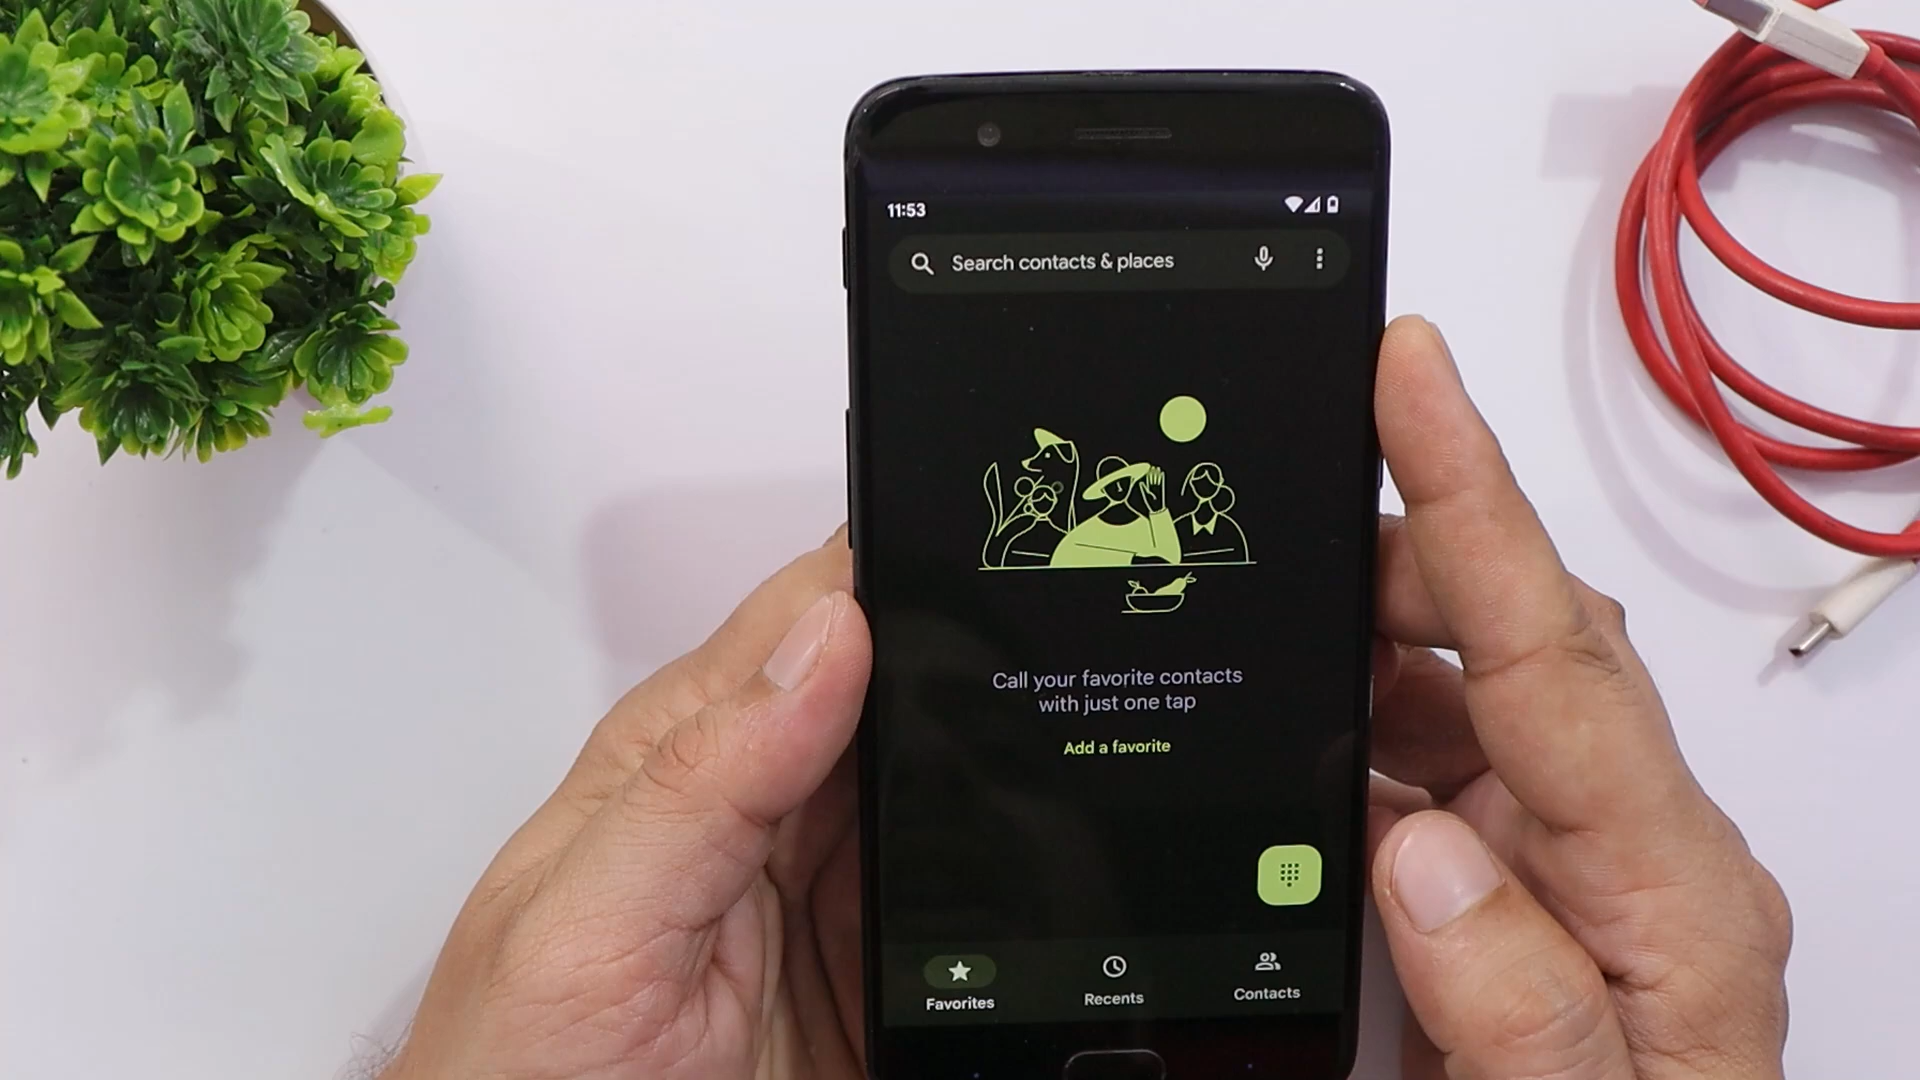 11:53
Search contacts & places
Call your favorite contacts
with just one tap
Add a favorite
Favorites
Recents
Contacts